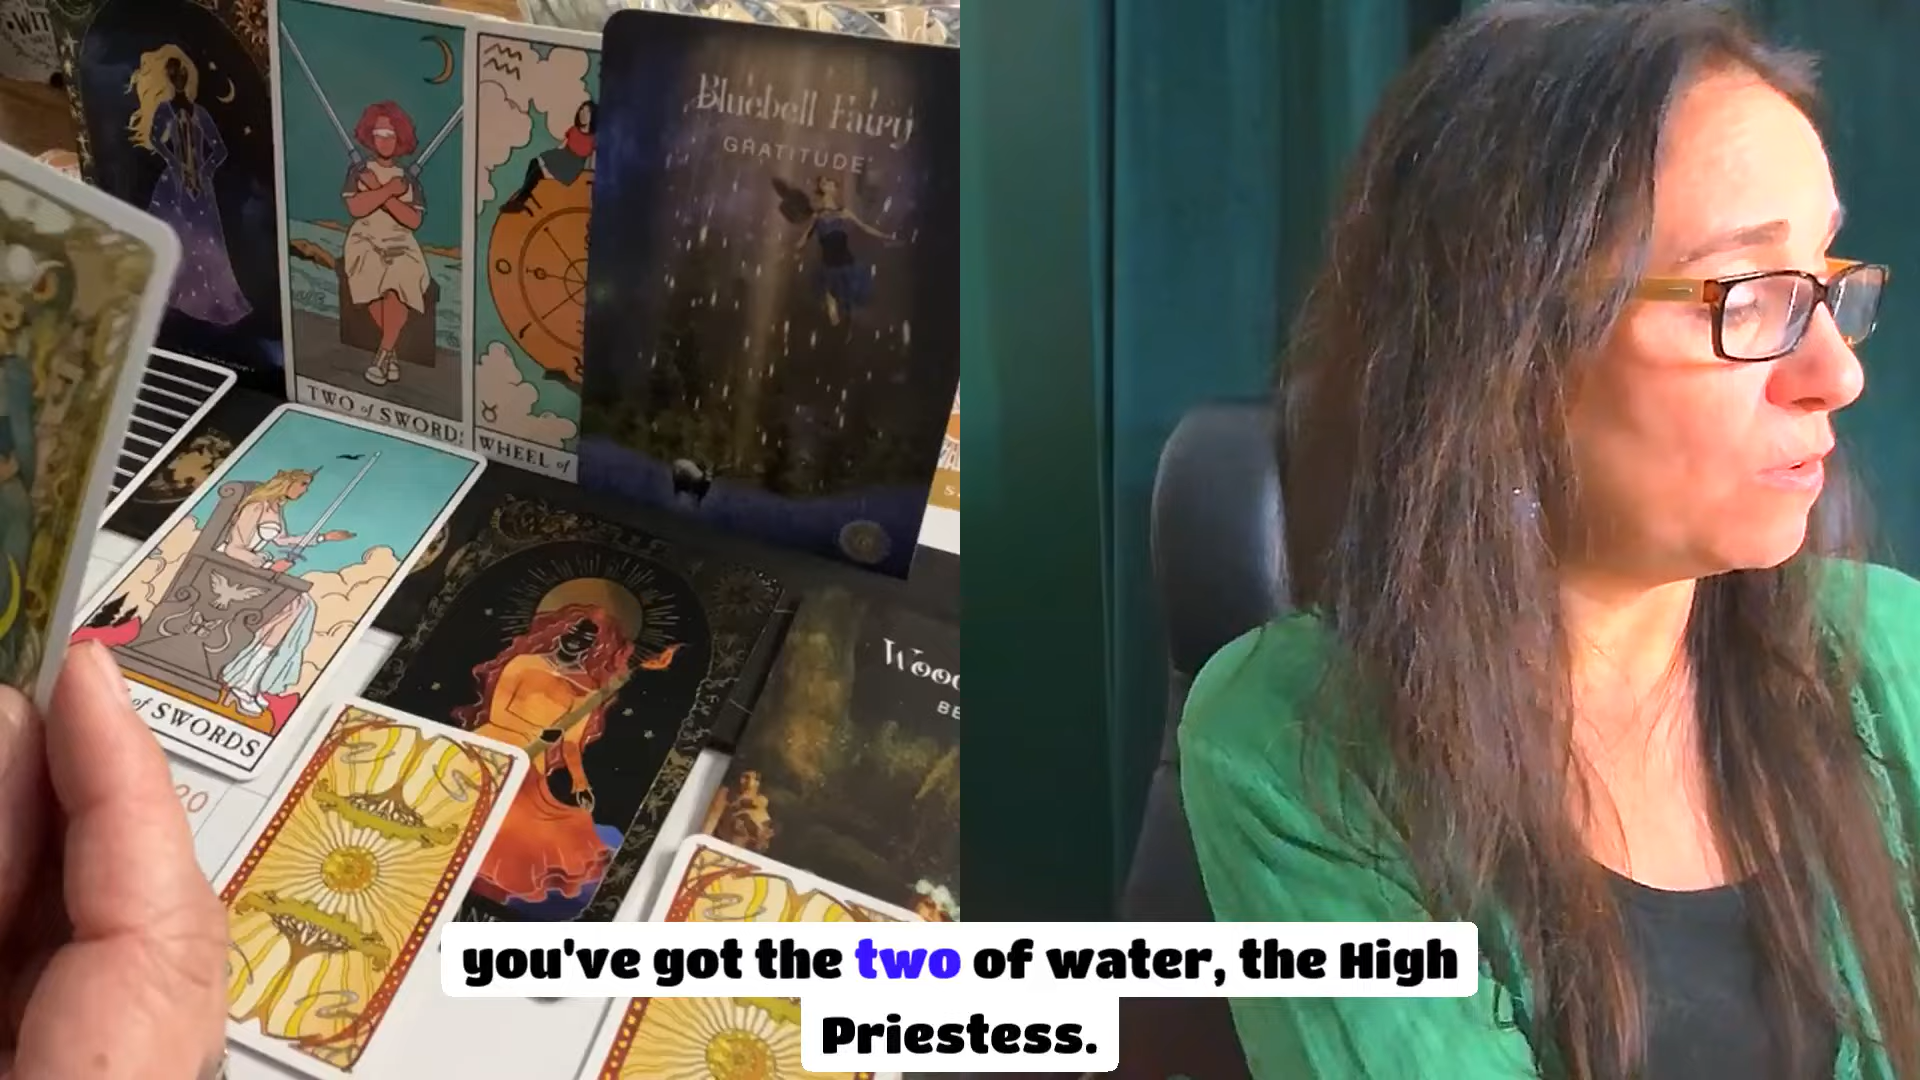 WIT
TWO of SWORDS
WHEEL of
Bluebell Fairy
GRATITUDE
of SWORDS
you've got the two of water, the High
Priestess.